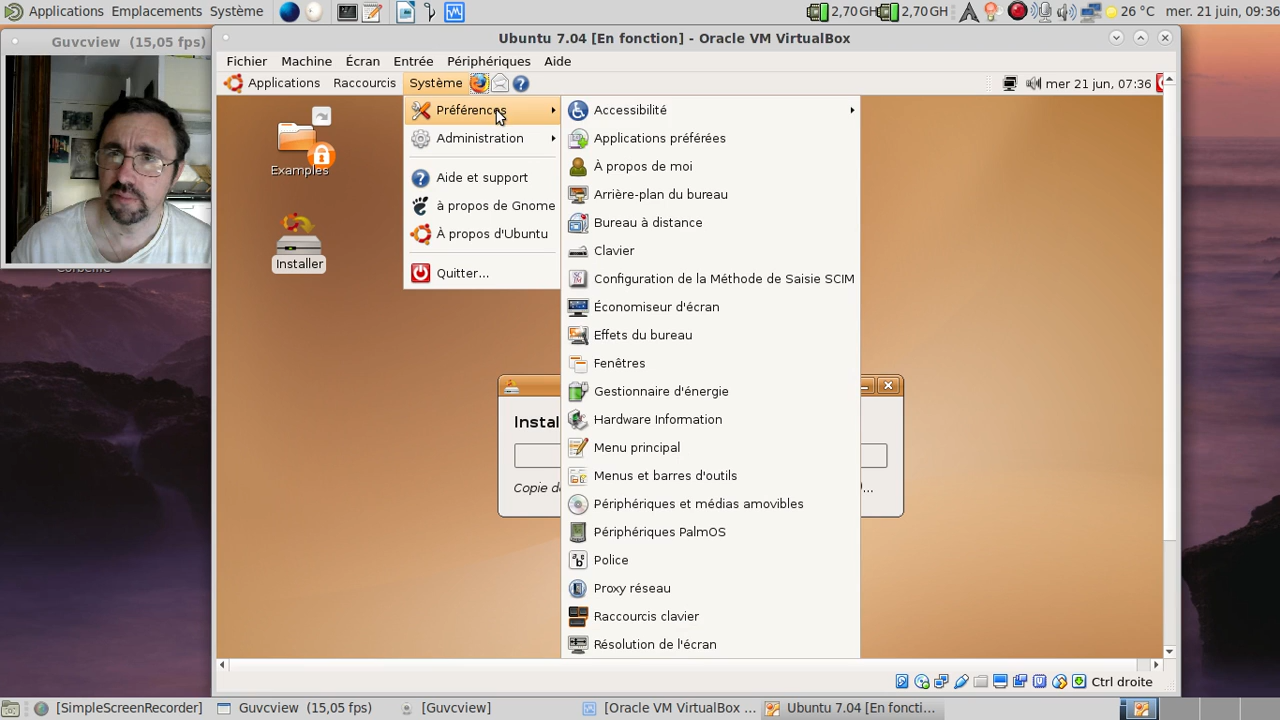 Applications Emplacements Système 2,70 GH 2,70 GH 26 °C mer. 21 juin, 09:36
Guvcview (15,05 fps)
Ubuntu 7.04 [En fonction] - Oracle VM VirtualBox
Fichier Machine Écran Entrée Périphériques Aide
Applications Raccourcis Système mer 21 jun, 07:36
Préférences
Administration
Aide et support
à propos de Gnome
À propos d'Ubuntu
Quitter...
Accessibilité
Applications préférées
À propos de moi
Arrière-plan du bureau
Bureau à distance
Clavier
Configuration de la Méthode de Saisie SCIM
Économiseur d'écran
Effets du bureau
Fenêtres
Gestionnaire d'énergie
Hardware Information
Menu principal
Menus et barres d'outils
Périphériques et médias amovibles
Périphériques PalmOS
Police
Proxy réseau
Raccourcis clavier
Résolution de l'écran
Examples
Installer
Corbeille
Instal
Copie d
...
Ctrl droite
[SimpleScreenRecorder] Guvcview (15,05 fps) [Guvcview] [Oracle VM VirtualBox ... Ubuntu 7.04 [En foncti...